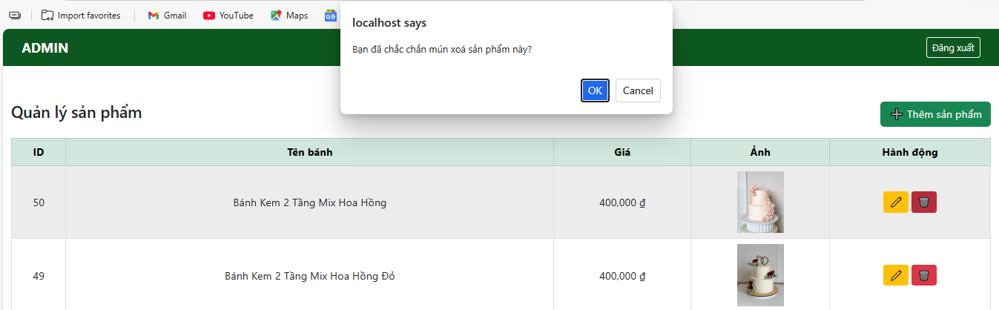 Import favorites
Gmail
YouTube
Maps
localhost says
Bạn đã chắc chắn mún xoá sản phẩm này?
OK
Cancel
ADMIN
Đăng xuất
Quản lý sản phẩm
Thêm sản phẩm
ID
Tên bánh
Giá
Ảnh
Hành động
50
Bánh Kem 2 Tầng Mix Hoa Hồng
400,000 ₫
49
Bánh Kem 2 Tầng Mix Hoa Hồng Đỏ
400,000 ₫